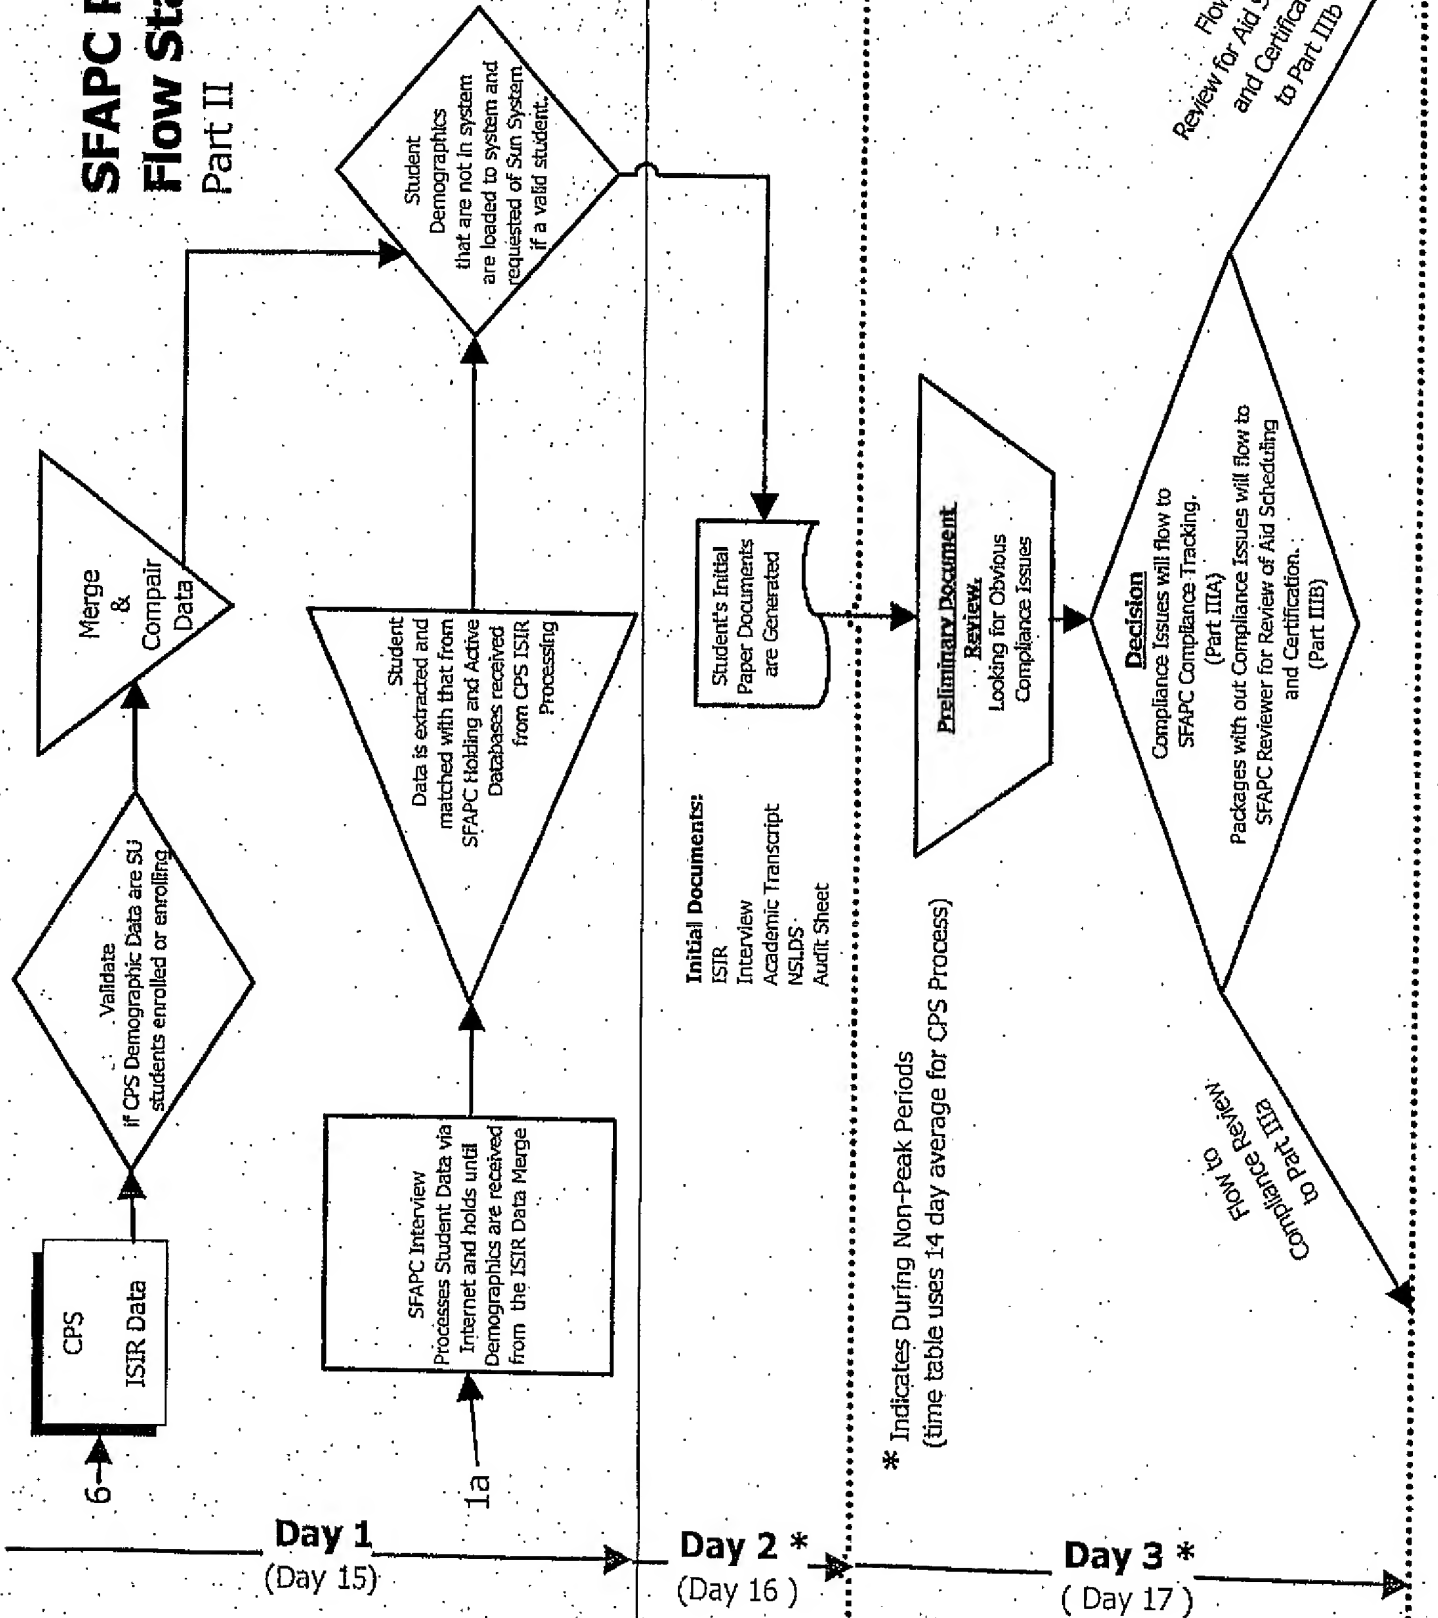 SFAPC
Flow Sta
Part II
6
CPS
ISIR Data
Validate
if CPS Demographic Data are SU
students enrolled or enrolling
Merge
&
Compair
Data
1a
SFAPC Interview
Processes Student Data via
Internet and holds until
Demographics are received
from the ISIR Data Merge
Student
Data is extracted and
matched with that from
SFAPC Holding and Active
Databases received
from CPS ISIR
Processing
Student
Demographics
that are not in system
are loaded to system and
requested of Sun System
if a valid student.
Day 1
(Day 15)
Initial Documents:
ISIR
Interview
Academic Transcript
NSLDS
Audit Sheet
Student's Initial
Paper Documents
are Generated
Day 2 *
(Day 16 )
* Indicates During Non-Peak Periods
(time table uses 14 day average for CPS Process)
Preliminary Document
Review.
Looking for Obvious
Compliance Issues
Decision
Compliance Issues will flow to
SFAPC Compliance Tracking.
(Part IIIA)
Packages with out Compliance Issues will flow to
SFAPC Reviewer for Review of Aid Scheduling
and Certification.
(Part IIIB)
Flow to
Compliance Review
to Part IIIa
Flow
Review for Aid S
and Certifica
to Part IIIb
Day 3 *
( Day 17 )